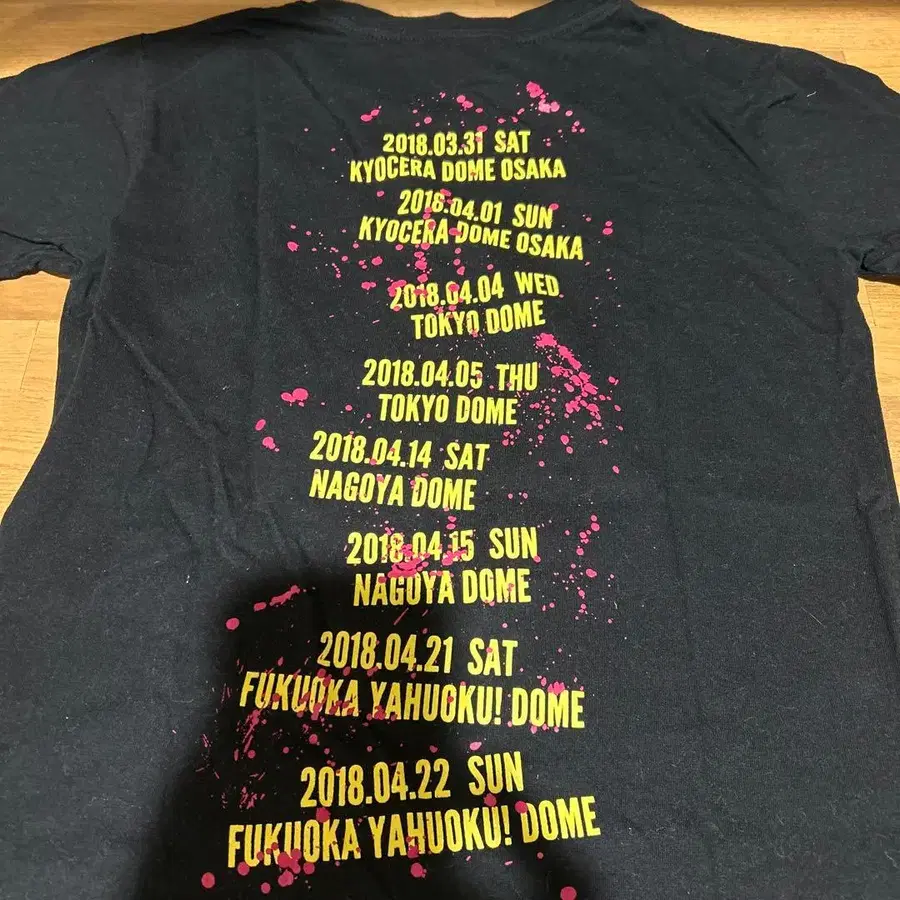 2018.03.31 SAT
KYOCERA DOME OSAKA
2018.04.01 SUN
KYOCERA DOME OSAKA
2018.04.04 WED
TOKYO DOME
2018.04.05 THU
TOKYO DOME
2018.04.14 SAT
NAGOYA DOME
2018.04.15 SUN
NAGOYA DOME
2018.04.21 SAT
FUKUOKA YAHUOKU! DOME
2018.04.22 SUN
FUKUOKA YAHUOKU! DOME